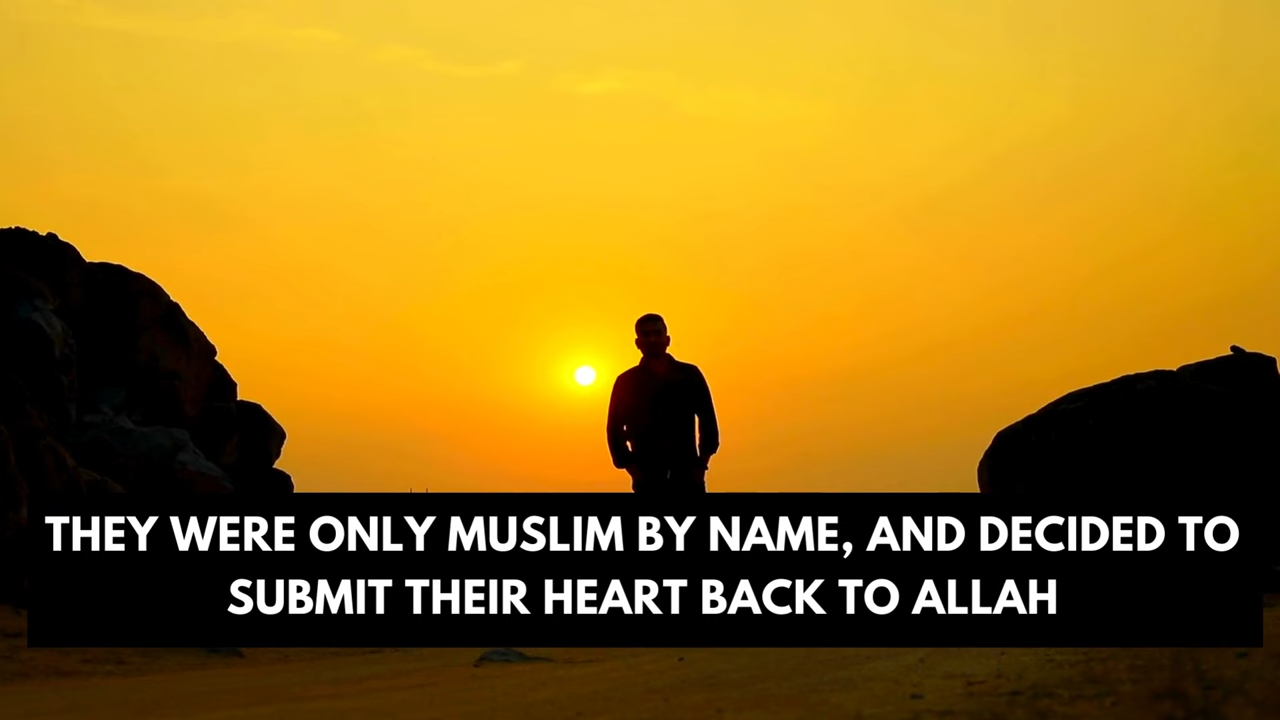 THEY WERE ONLY MUSLIM BY NAME, AND DECIDED TO
SUBMIT THEIR HEART BACK TO ALLAH